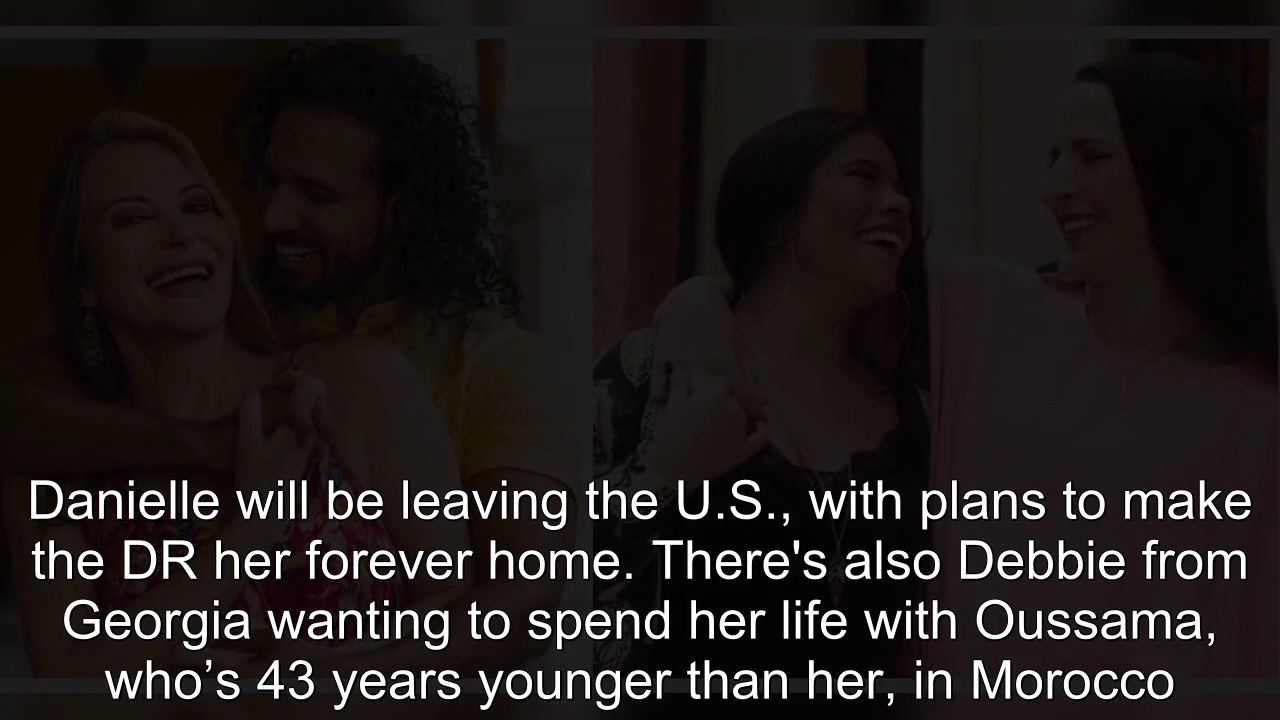 Danielle will be leaving the U.S., with plans to make
the DR her forever home. There's also Debbie from
Georgia wanting to spend her life with Oussama,
who’s 43 years younger than her, in Morocco